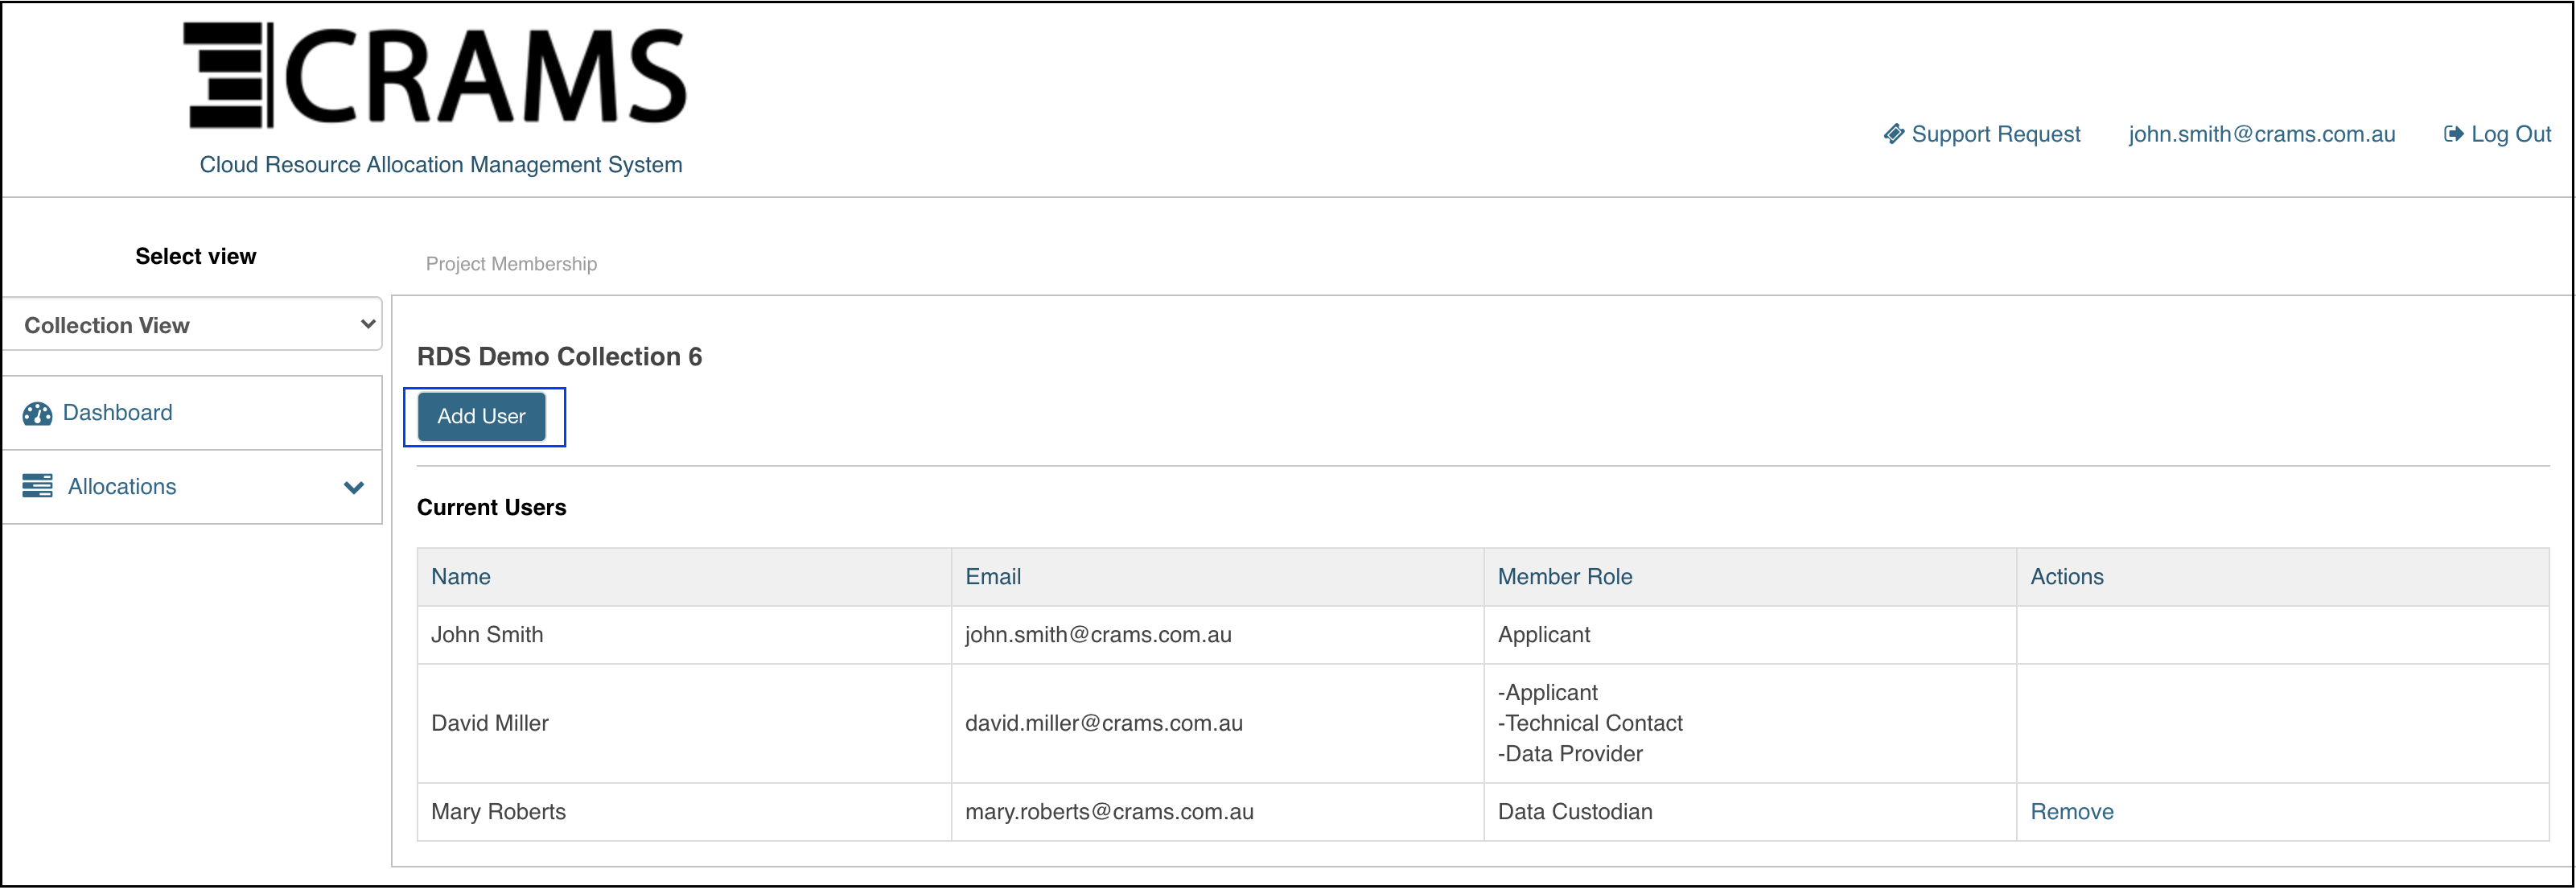 CRAMS
Cloud Resource Allocation Management System
Support Request john.smith@crams.com.au Log Out
Select view
Project Membership
Collection View
RDS Demo Collection 6
Dashboard
Add User
Allocations
Current Users
Name Email Member Role Actions
John Smith john.smith@crams.com.au Applicant
David Miller david.miller@crams.com.au -Applicant
-Technical Contact
-Data Provider
Mary Roberts mary.roberts@crams.com.au Data Custodian Remove